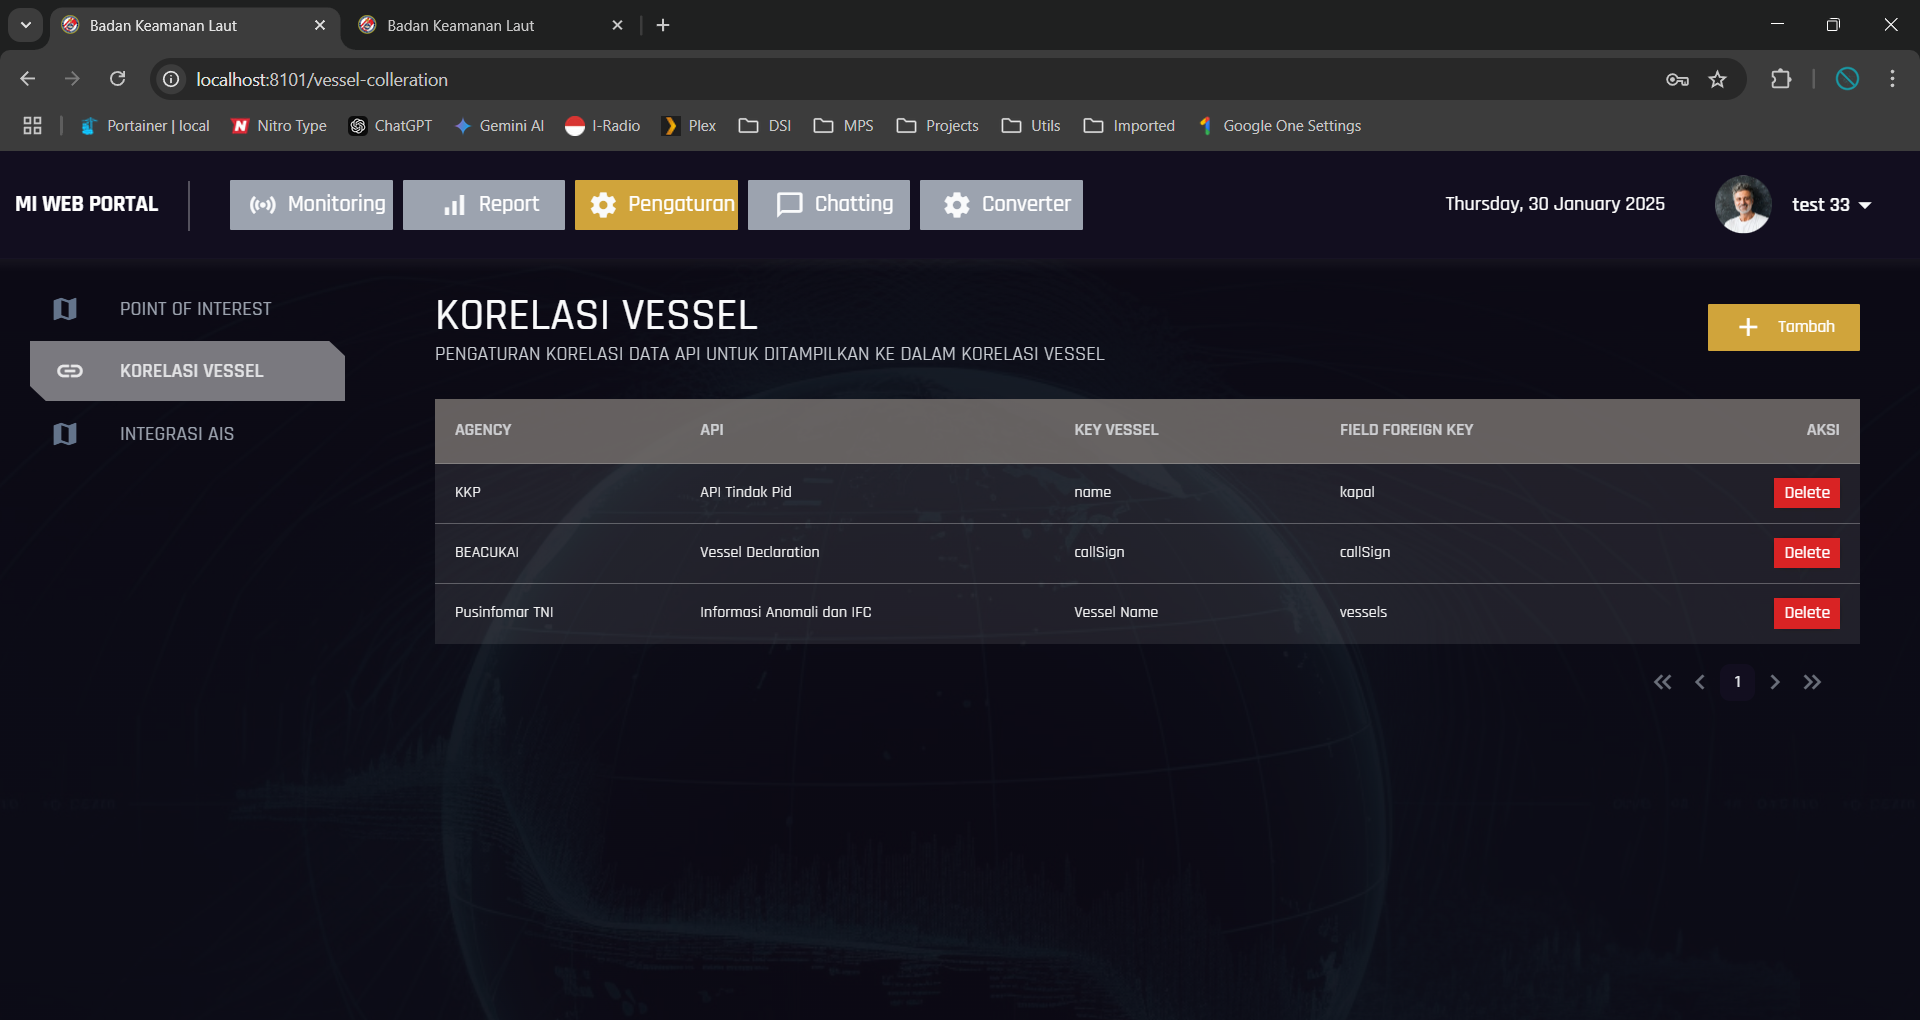 Badan Keamanan Laut
Badan Keamanan Laut
localhost:8101/vessel-colleration
Portainer | local
Nitro Type
ChatGPT
Gemini AI
I-Radio
Plex
DSI
MPS
Projects
Utils
Imported
Google One Settings
MI WEB PORTAL
Monitoring
Report
Pengaturan
Chatting
Converter
Thursday, 30 January 2025
test 33
POINT OF INTEREST
KORELASI VESSEL
INTEGRASI AIS
KORELASI VESSEL
PENGATURAN KORELASI DATA API UNTUK DITAMPILKAN KE DALAM KORELASI VESSEL
Tambah
AGENCY API KEY VESSEL FIELD FOREIGN KEY AKSI
KKP API Tindak Pid name kapal Delete
BEACUKAI Vessel Declaration callSign callSign Delete
Pusinfomar TNI Informasi Anomali dan IFC Vessel Name vessels Delete
1